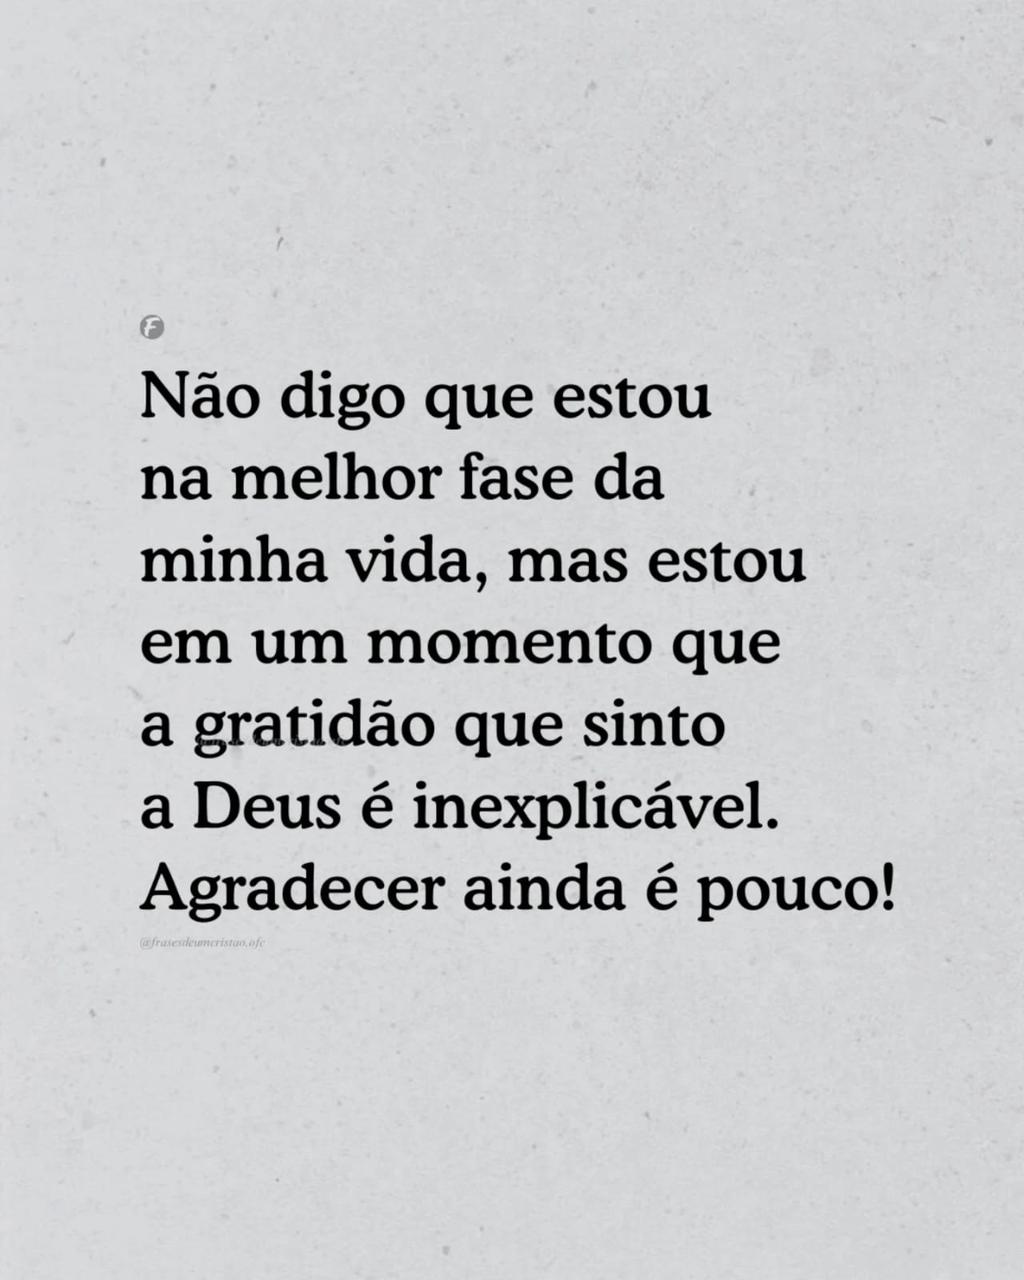 F
Não digo que estou
na melhor fase da
minha vida, mas estou
em um momento que
a gratidão que sinto
a Deus é inexplicável.
Agradecer ainda é pouco!
@frasesdeumcristao.ofc